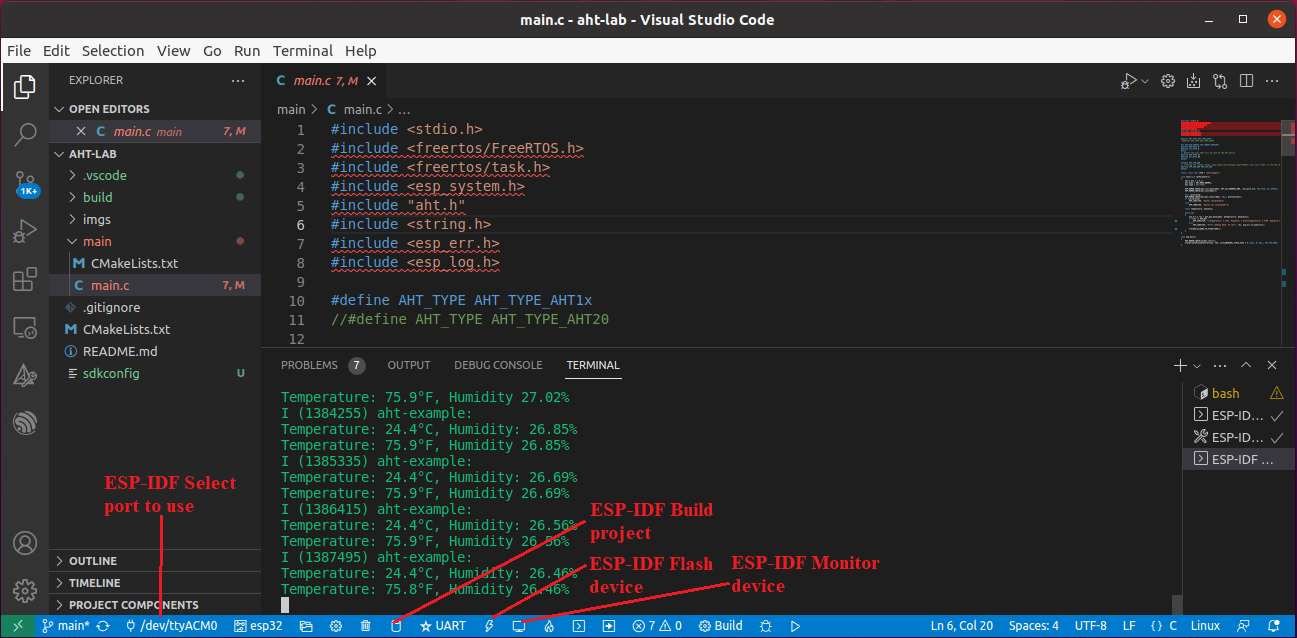 main.c - aht-lab - Visual Studio Code
File Edit Selection View Go Run Terminal Help
EXPLORER
OPEN EDITORS
main.c main 7, M
AHT-LAB
.vscode
build
imgs
main
CMakeLists.txt
main.c 7, M
.gitignore
CMakeLists.txt
README.md
sdkconfig U
1K+
OUTLINE
TIMELINE
PROJECT COMPONENTS
main.c 7, M
main > C main.c > ...
1 #include <stdio.h>
2 #include <freertos/FreeRTOS.h>
3 #include <freertos/task.h>
4 #include <esp_system.h>
5 #include "aht.h"
6 #include <string.h>
7 #include <esp_err.h>
8 #include <esp_log.h>
9
10 #define AHT_TYPE AHT_TYPE_AHT1x
11 //#define AHT_TYPE AHT_TYPE_AHT20
12
PROBLEMS 7 OUTPUT DEBUG CONSOLE TERMINAL
Temperature: 75.9°F, Humidity 27.02%
I (1384255) aht-example:
Temperature: 24.4°C, Humidity: 26.85%
Temperature: 75.9°F, Humidity 26.85%
I (1385335) aht-example:
Temperature: 24.4°C, Humidity: 26.69%
Temperature: 75.9°F, Humidity 26.69%
I (1386415) aht-example:
Temperature: 24.4°C, Humidity: 26.56%
Temperature: 75.9°F, Humidity 26.56%
I (1387495) aht-example:
Temperature: 24.4°C, Humidity: 26.46%
Temperature: 75.8°F, Humidity 26.46%
bash
ESP-ID...
ESP-ID...
ESP-IDF ...
ESP-IDF Select
port to use
ESP-IDF Build
project
ESP-IDF Flash
device
ESP-IDF Monitor
device
main* /dev/ttyACM0 esp32 UART 7 0 Build Ln 6, Col 20 Spaces: 4 UTF-8 LF {} C Linux